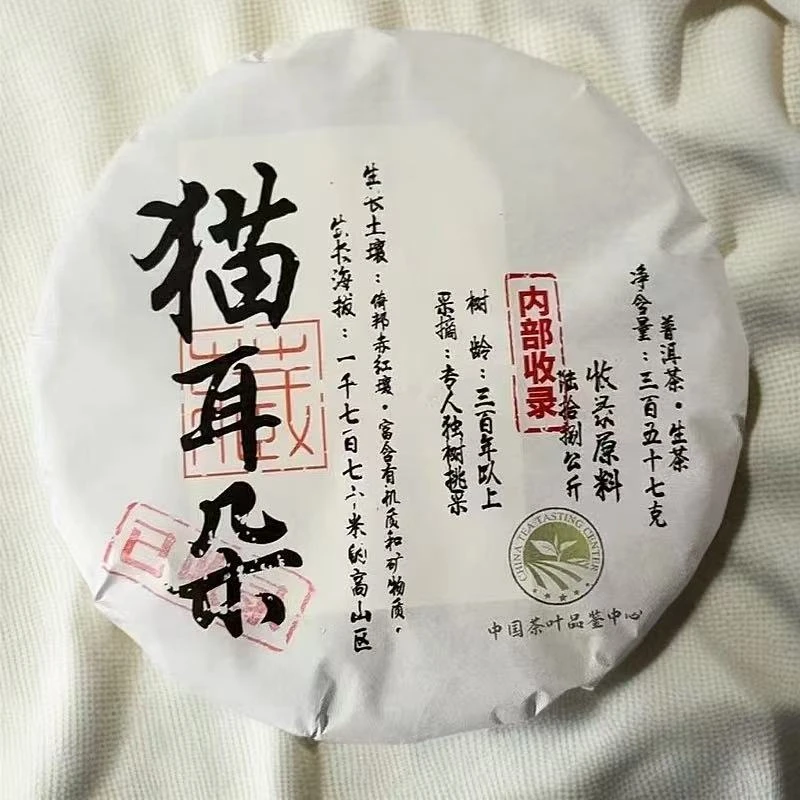 普洱茶·生茶
净含量：三百五十七克
收录原料
陆拾捌公斤
内部收录
树龄：三百年以上
采摘：专人独树挑采
生长土壤：倚邦赤红壤·富含有机质和矿物质·
生长海拔：一千七百七六米的高山区
猫耳朵
藏
已
CHINA TEA TASTING CENTER
中国茶叶品鉴中心